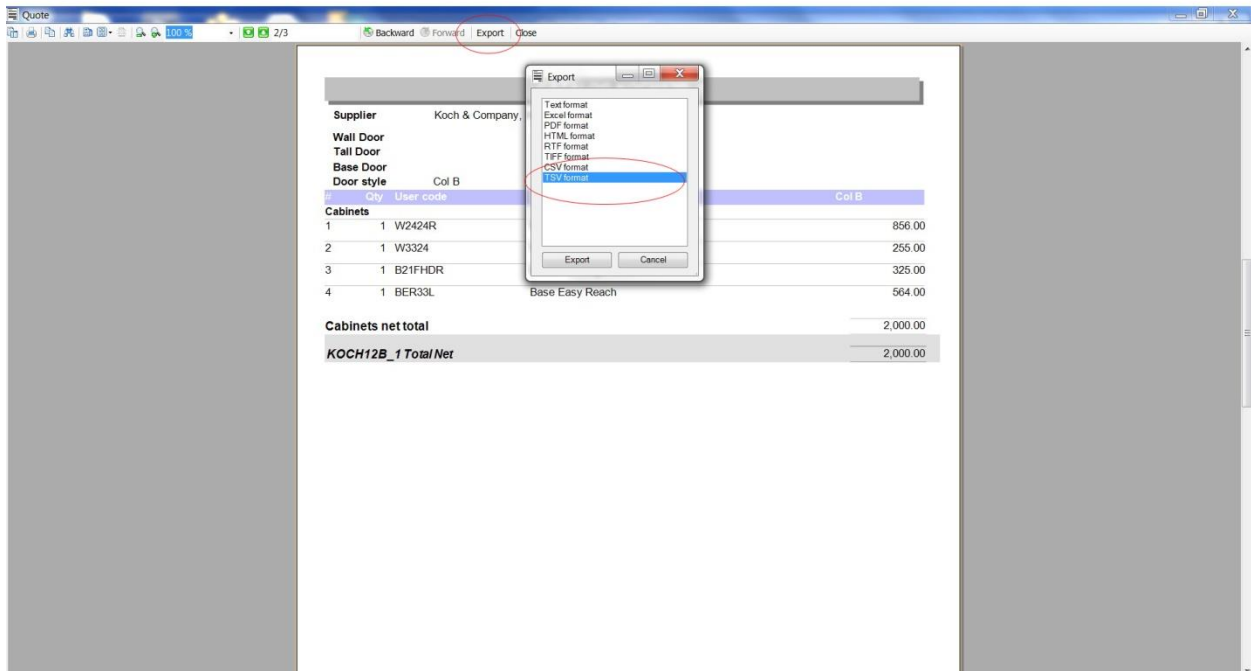 Quote
100 %
2/3
Backward Forward Export Close
Export
Text format
Excel format
PDF format
HTML format
RTF format
TIFF format
CSV format
TSV format
Export Cancel
Supplier Koch & Company,
Wall Door
Tall Door
Base Door
Door style Col B
# Qty User code Col B
Cabinets
1 1 W2424R 856.00
2 1 W3324 255.00
3 1 B21FHDR 325.00
4 1 BER33L Base Easy Reach 564.00
Cabinets net total 2,000.00
KOCH12B_1 Total Net 2,000.00